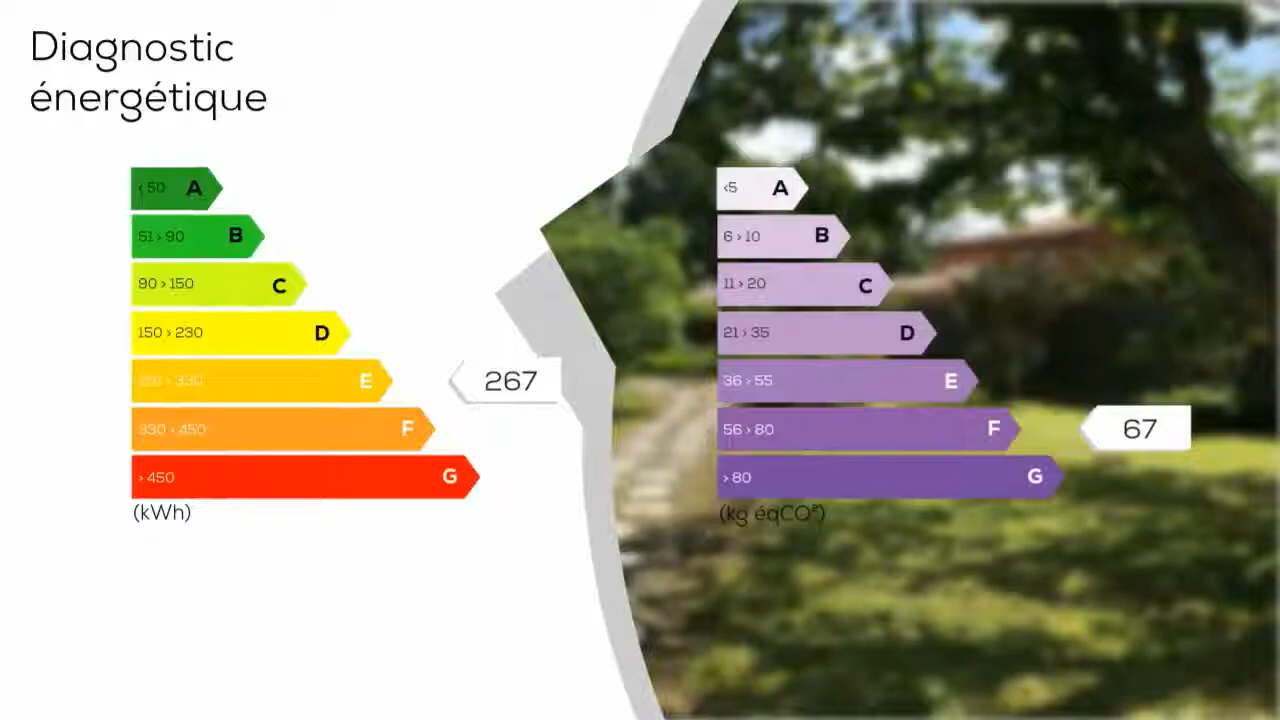 Diagnostic
énergétique
< 50 A
51 > 90 B
90 > 150 C
150 > 230 D
> 330 E
330 > 450 F
> 450 G
(kWh)
267
<5 A
6 > 10 B
11 > 20 C
21 > 35 D
36 > 55 E
56 > 80 F
> 80 G
(kg éqCO²)
67